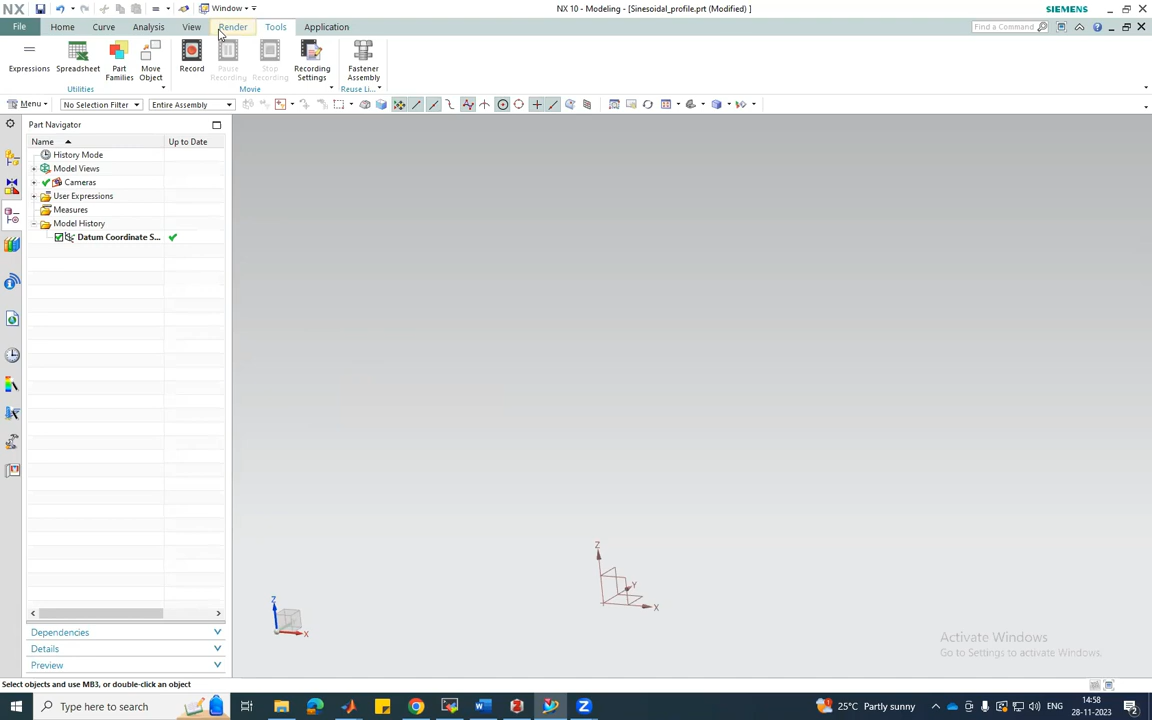 NX
Window
NX 10 - Modeling - [Sinesoidal_profile.prt (Modified) ]
SIEMENS
File
Home
Curve
Analysis
View
Render
Tools
Application
Find a Command
Expressions
Spreadsheet
Part Families
Move Object
Record
Pause Recording
Stop Recording
Recording Settings
Fastener Assembly
Utilities
Movie
Reuse Li...
Menu
No Selection Filter
Entire Assembly
Part Navigator
Name
Up to Date
History Mode
Model Views
Cameras
User Expressions
Measures
Model History
Datum Coordinate S...
Z
Y
X
Z
X
Dependencies
Details
Preview
Activate Windows
Go to Settings to activate Windows.
Select objects and use MB3, or double-click an object
Type here to search
25°C Partly sunny
ENG
14:58
28-11-2023
2